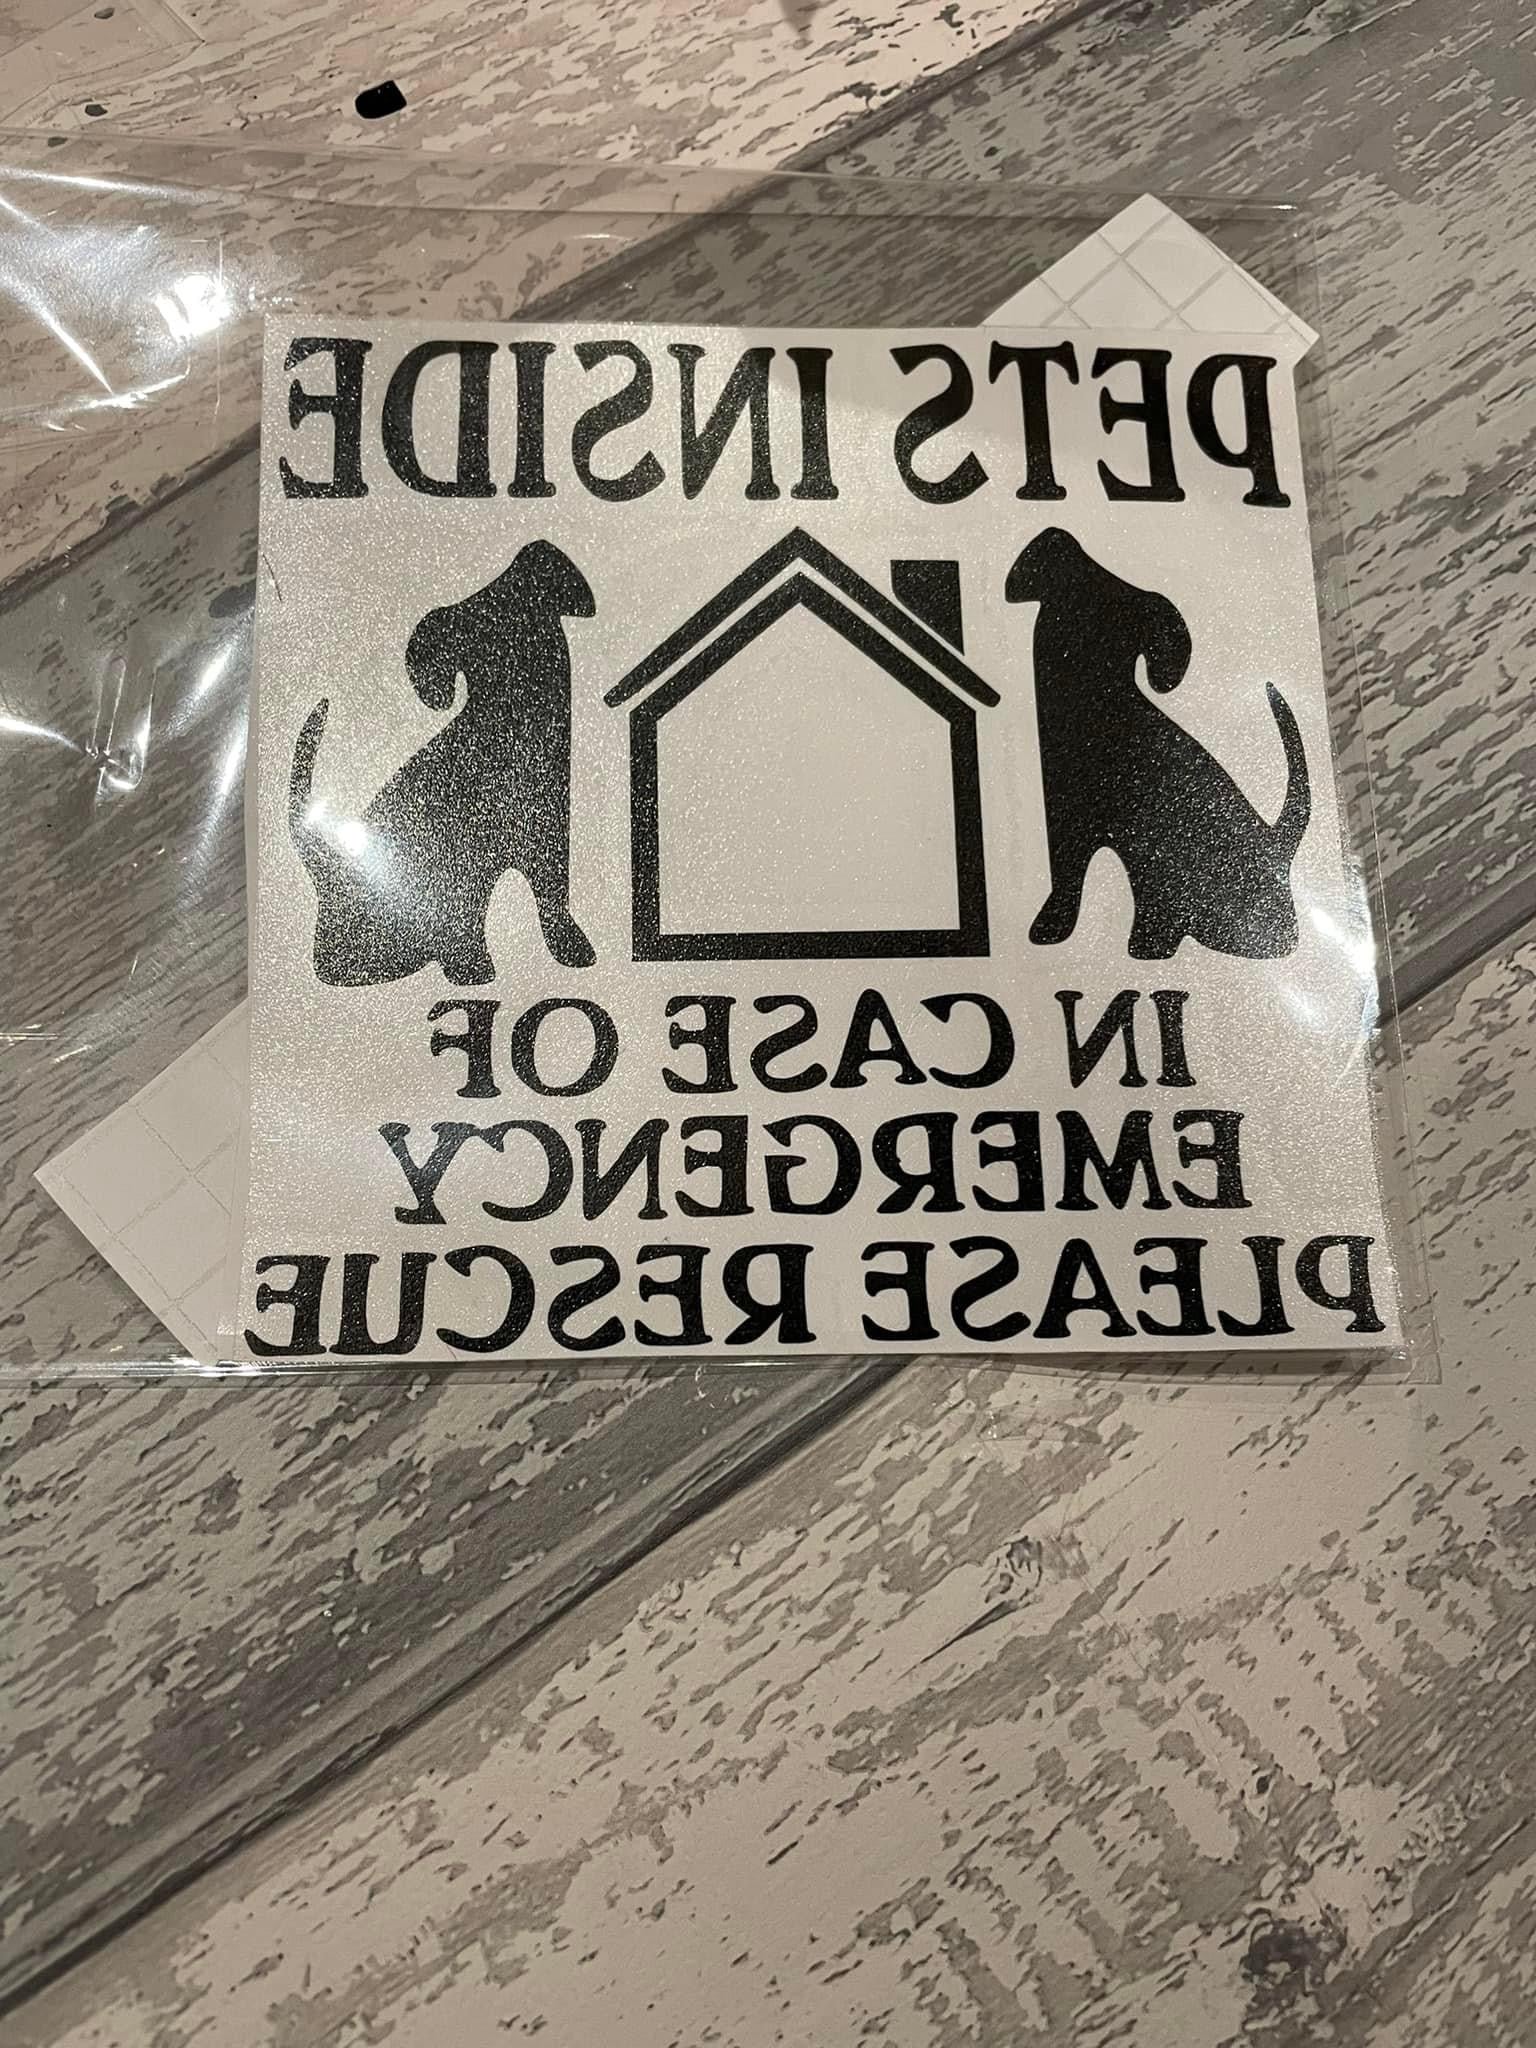 PETS INSIDE
IN CASE OF
EMERGENCY
PLEASE RESCUE